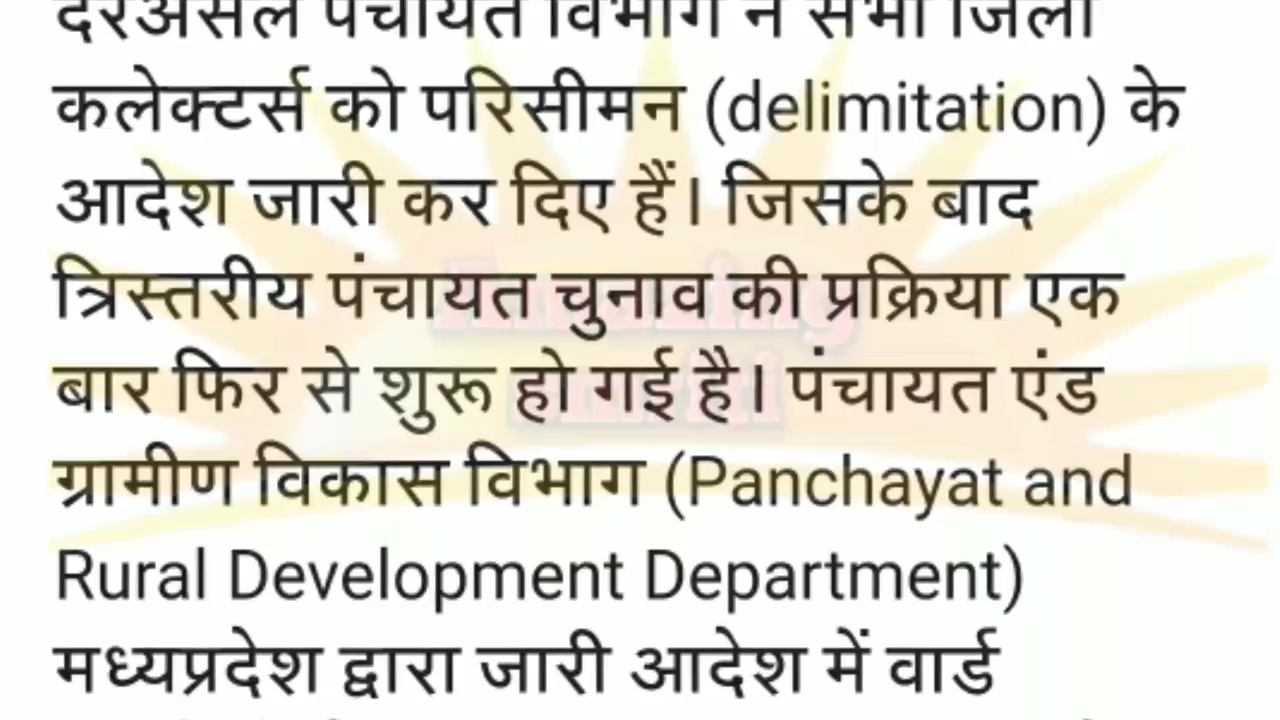 दरअसल पंचायत विभाग ने सभी जिला
कलेक्टर्स को परिसीमन (delimitation) के
आदेश जारी कर दिए हैं। जिसके बाद
त्रिस्तरीय पंचायत चुनाव की प्रक्रिया एक
बार फिर से शुरू हो गई है। पंचायत एंड
ग्रामीण विकास विभाग (Panchayat and
Rural Development Department)
मध्यप्रदेश द्वारा जारी आदेश में वार्ड